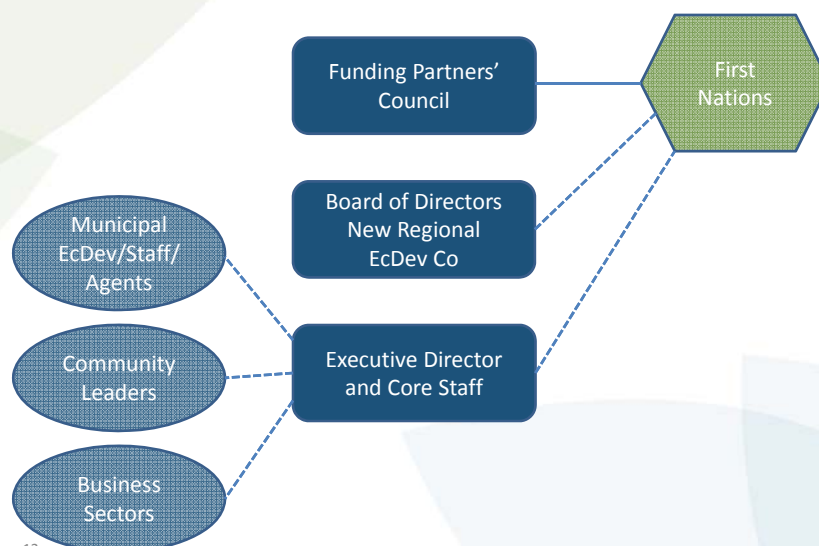 Funding Partners'
Council
First
Nations
Board of Directors
New Regional
EcDev Co
Municipal
EcDev/Staff/
Agents
Executive Director
and Core Staff
Community
Leaders
Business
Sectors